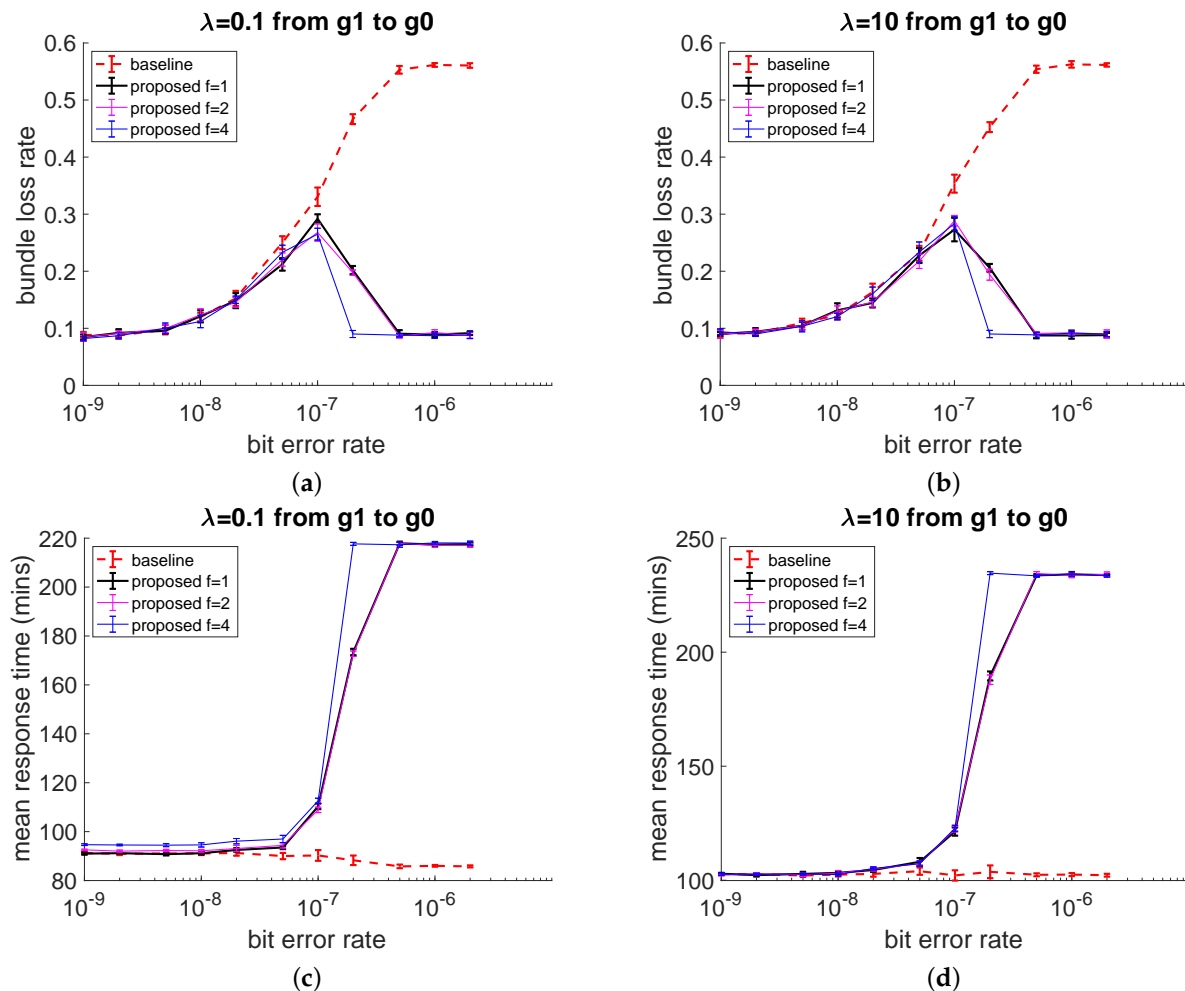 λ=0.1 from g1 to g0
0.6
0.5
0.4
0.3
0.2
0.1
0
bundle loss rate
baseline
proposed f=1
proposed f=2
proposed f=4
10-9
10-8
10-7
10-6
bit error rate
(a)
λ=10 from g1 to g0
0.6
0.5
0.4
0.3
0.2
0.1
0
bundle loss rate
baseline
proposed f=1
proposed f=2
proposed f=4
10-9
10-8
10-7
10-6
bit error rate
(b)
λ=0.1 from g1 to g0
220
200
180
160
140
120
100
80
mean response time (mins)
baseline
proposed f=1
proposed f=2
proposed f=4
10-9
10-8
10-7
10-6
bit error rate
(c)
λ=10 from g1 to g0
250
200
150
100
mean response time (mins)
baseline
proposed f=1
proposed f=2
proposed f=4
10-9
10-8
10-7
10-6
bit error rate
(d)